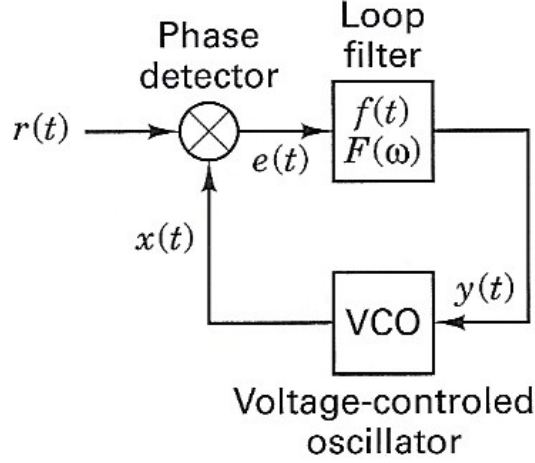 Phase
detector
Loop
filter
r(t)
f(t)
F(ω)
e(t)
x(t)
VCO
y(t)
Voltage-controled
oscillator